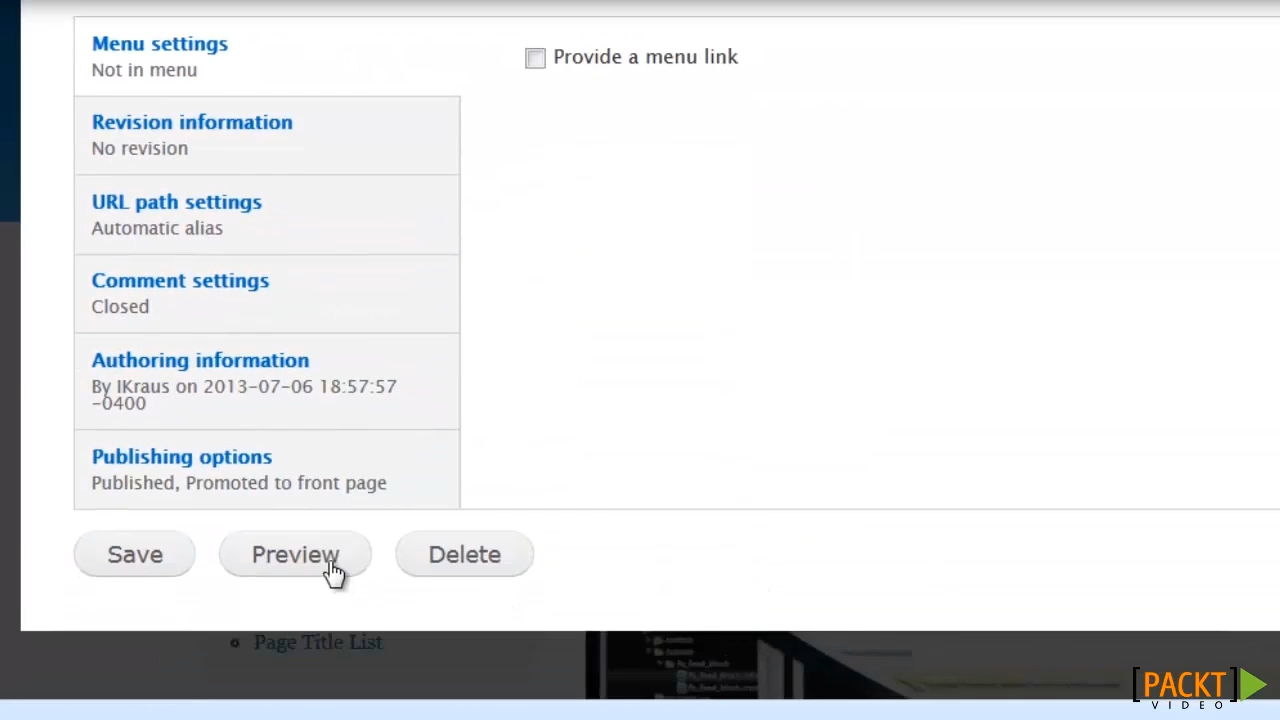 Menu settings
Not in menu
Provide a menu link
Revision information
No revision
URL path settings
Automatic alias
Comment settings
Closed
Authoring information
By IKraus on 2013-07-06 18:57:57
-0400
Publishing options
Published, Promoted to front page
Save
Preview
Delete
Page Title List
[PACKT]
VIDEO